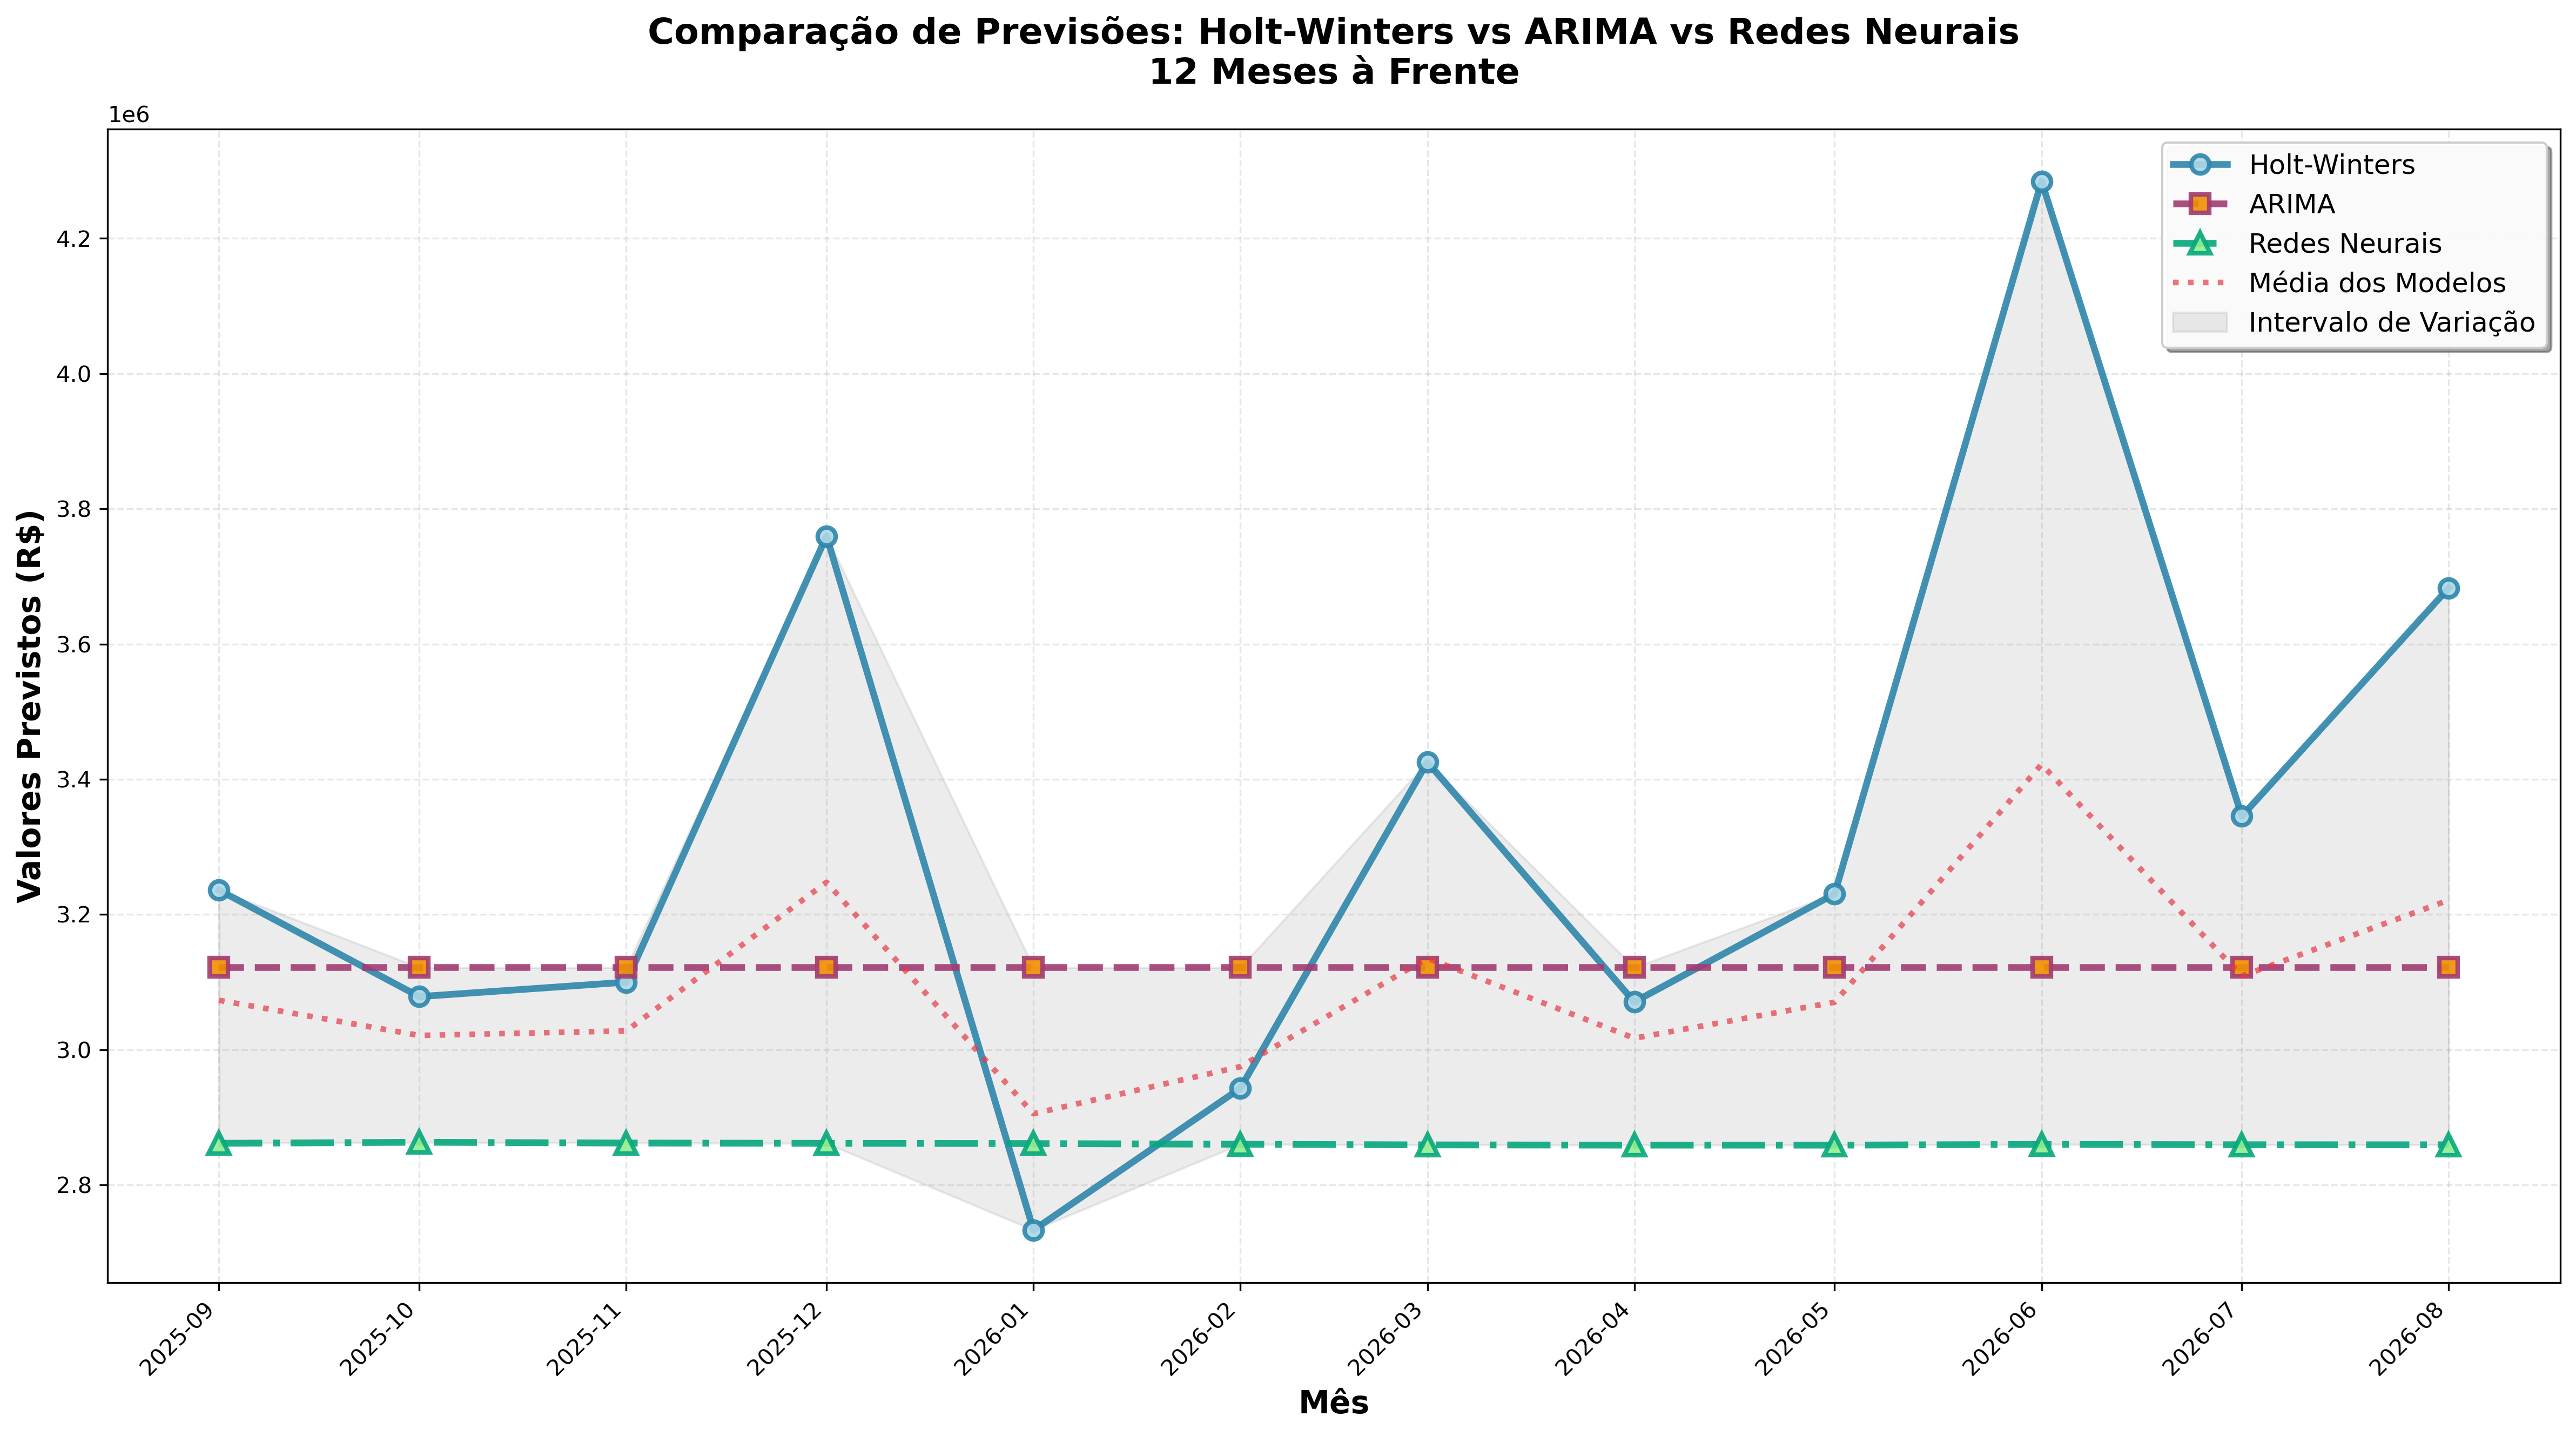 Comparação de Previsões: Holt-Winters vs ARIMA vs Redes Neurais
12 Meses à Frente
1e6
Holt-Winters
ARIMA
Redes Neurais
Média dos Modelos
Intervalo de Variação
4.2
4.0
3.8
3.6
3.4
3.2
3.0
2.8
Valores Previstos (R$)
2025-09
2025-10
2025-11
2025-12
2026-01
2026-02
2026-03
2026-04
2026-05
2026-06
2026-07
2026-08
Mês